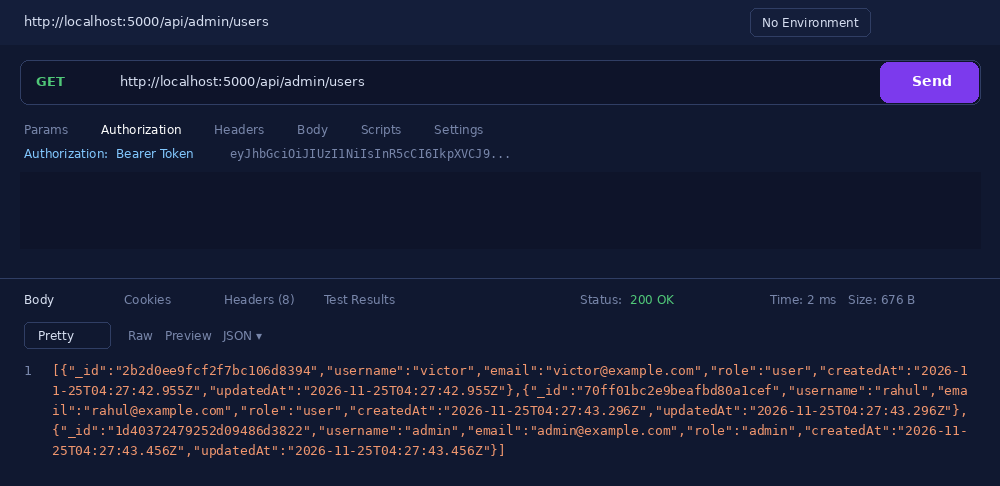 http://localhost:5000/api/admin/users No Environment
GET http://localhost:5000/api/admin/users Send
Params Authorization Headers Body Scripts Settings
Authorization: Bearer Token eyJhbGciOiJIUzI1NiIsInR5cCI6IkpXVCJ9...
Body Cookies Headers (8) Test Results Status: 200 OK Time: 2 ms Size: 676 B
Pretty Raw Preview JSON ▾
1 [{"_id":"2b2d0ee9fcf2f7bc106d8394","username":"victor","email":"victor@example.com","role":"user","createdAt":"2026-1
1-25T04:27:42.955Z","updatedAt":"2026-11-25T04:27:42.955Z"},{"_id":"70ff01bc2e9beafbd80a1cef","username":"rahul","ema
il":"rahul@example.com","role":"user","createdAt":"2026-11-25T04:27:43.296Z","updatedAt":"2026-11-25T04:27:43.296Z"},
{"_id":"1d40372479252d09486d3822","username":"admin","email":"admin@example.com","role":"admin","createdAt":"2026-11-
25T04:27:43.456Z","updatedAt":"2026-11-25T04:27:43.456Z"}]